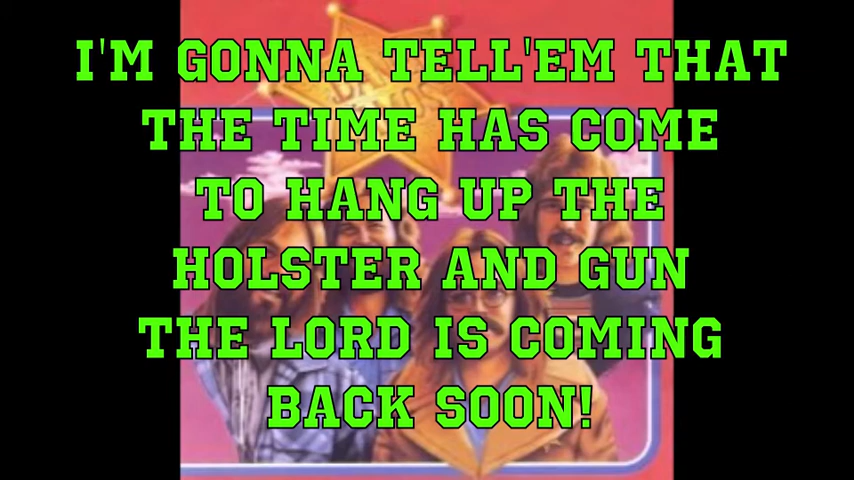 I'M GONNA TELL'EM THAT
THE TIME HAS COME
TO HANG UP THE
HOLSTER AND GUN
THE LORD IS COMING
BACK SOON!